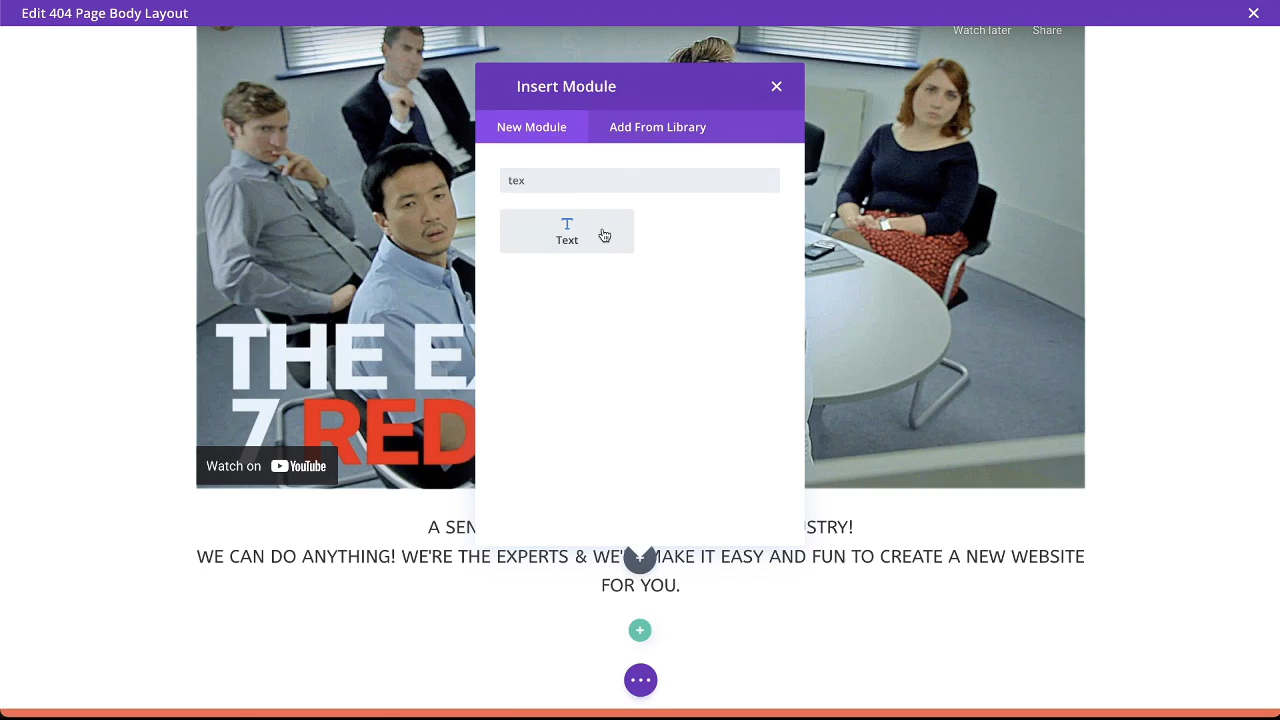 Edit 404 Page Body Layout
Watch later Share
Insert Module
New Module Add From Library
tex
Text
THE EX
7 RED
Watch on YouTube
A SEN STRY!
WE CAN DO ANYTHING! WE'RE THE EXPERTS & WE' MAKE IT EASY AND FUN TO CREATE A NEW WEBSITE
FOR YOU.